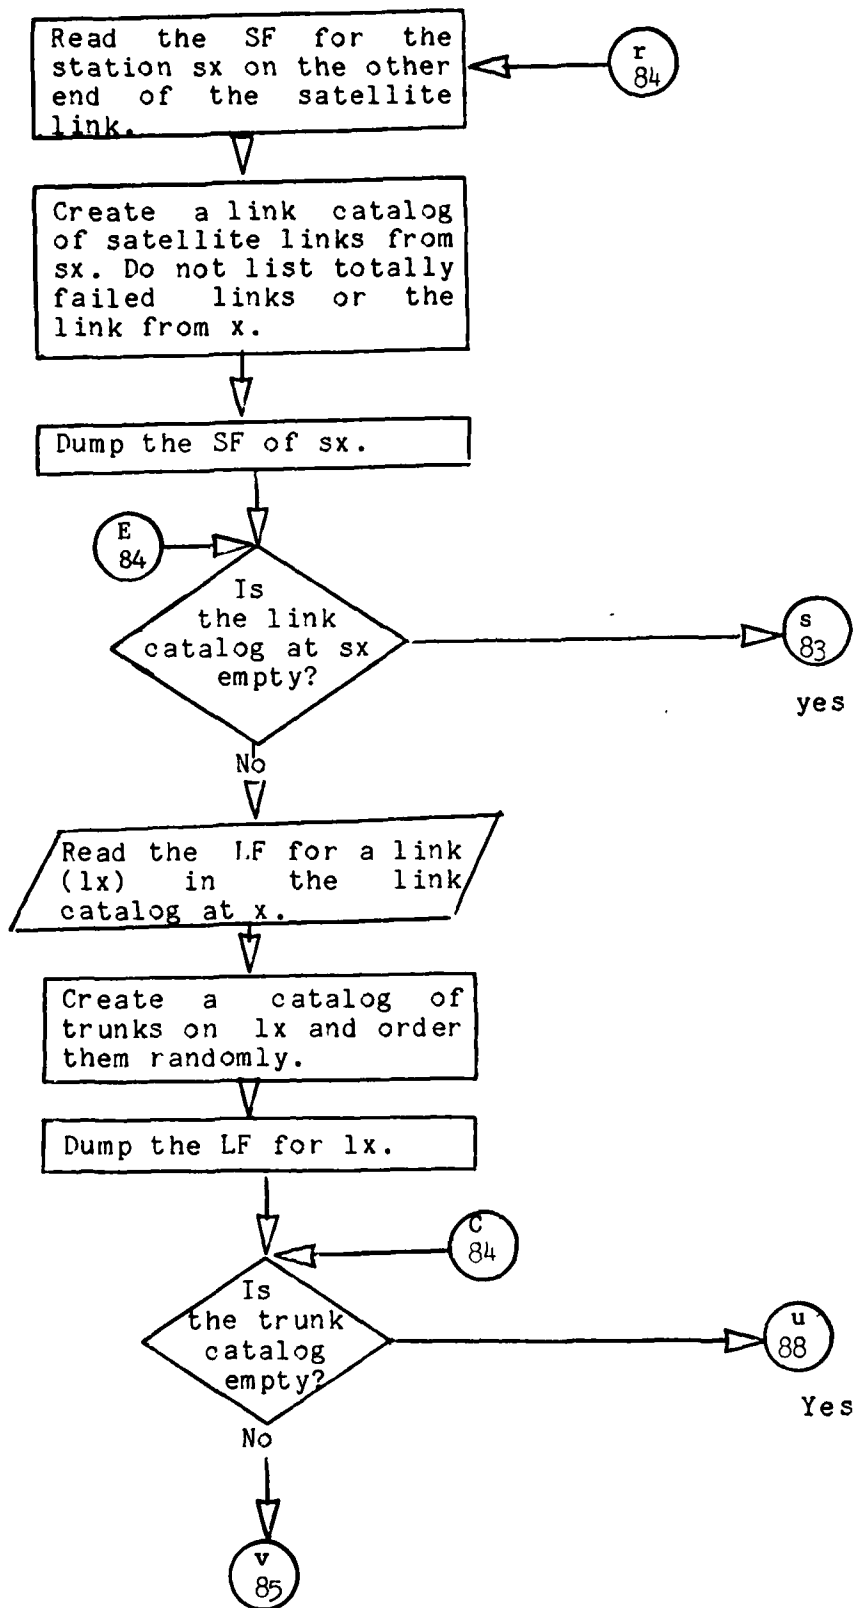 Read the SF for the
station sx on the other
end of the satellite
link.
r
84
Create a link catalog
of satellite links from
sx. Do not list totally
failed links or the
link from x.
Dump the SF of sx.
E
84
Is
the link
catalog at sx
empty?
s
83
yes
No
Read the LF for a link
(lx) in the link
catalog at x.
Create a catalog of
trunks on lx and order
them randomly.
Dump the LF for lx.
C
84
Is
the trunk
catalog
empty?
u
88
Yes
No
v
85